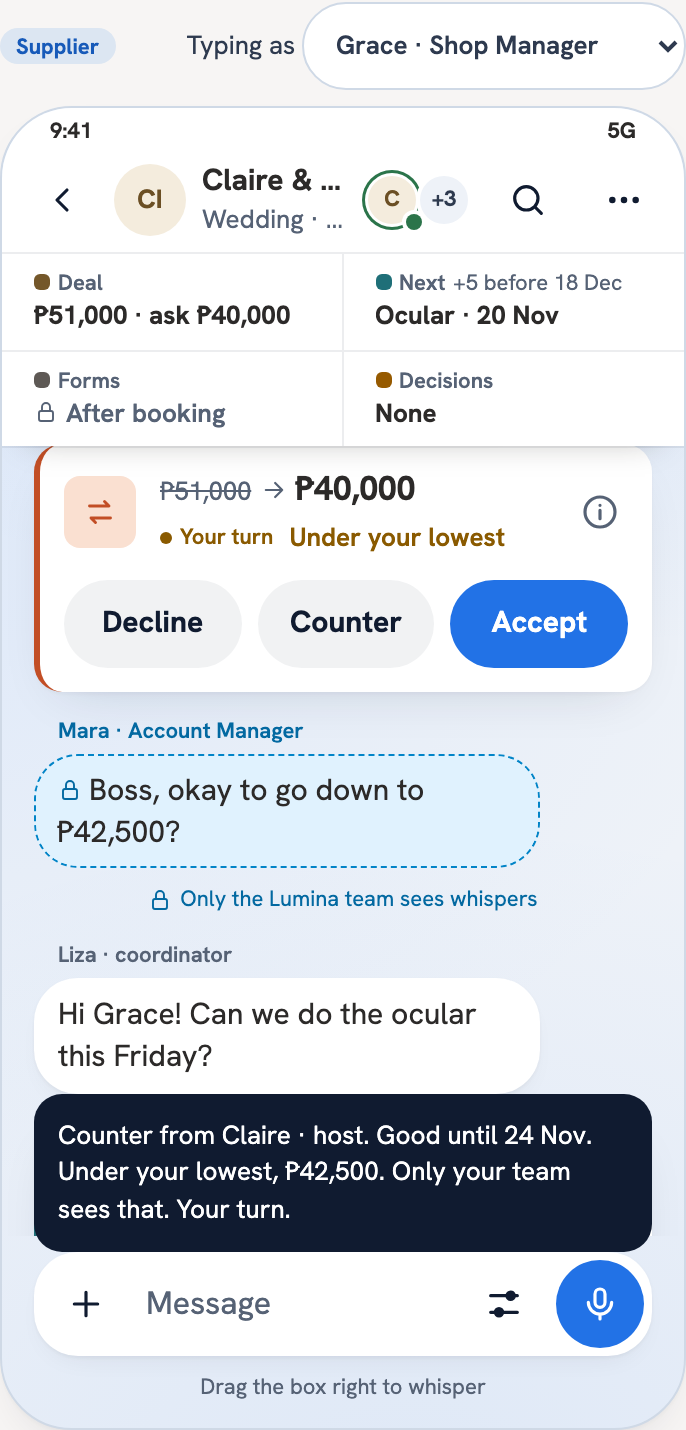 Supplier
Typing as
Grace · Shop Manager
9:41
5G
Cl
Claire & ...
Wedding · ...
C
+3
Deal
₱51,000 · ask ₱40,000
Next +5 before 18 Dec
Ocular · 20 Nov
Forms
After booking
Decisions
None
₱51,000 → ₱40,000
Your turn Under your lowest
Decline
Counter
Accept
Mara · Account Manager
Boss, okay to go down to
₱42,500?
Only the Lumina team sees whispers
Liza · coordinator
Hi Grace! Can we do the ocular
this Friday?
Counter from Claire · host. Good until 24 Nov.
Under your lowest, ₱42,500. Only your team
sees that. Your turn.
Message
Drag the box right to whisper